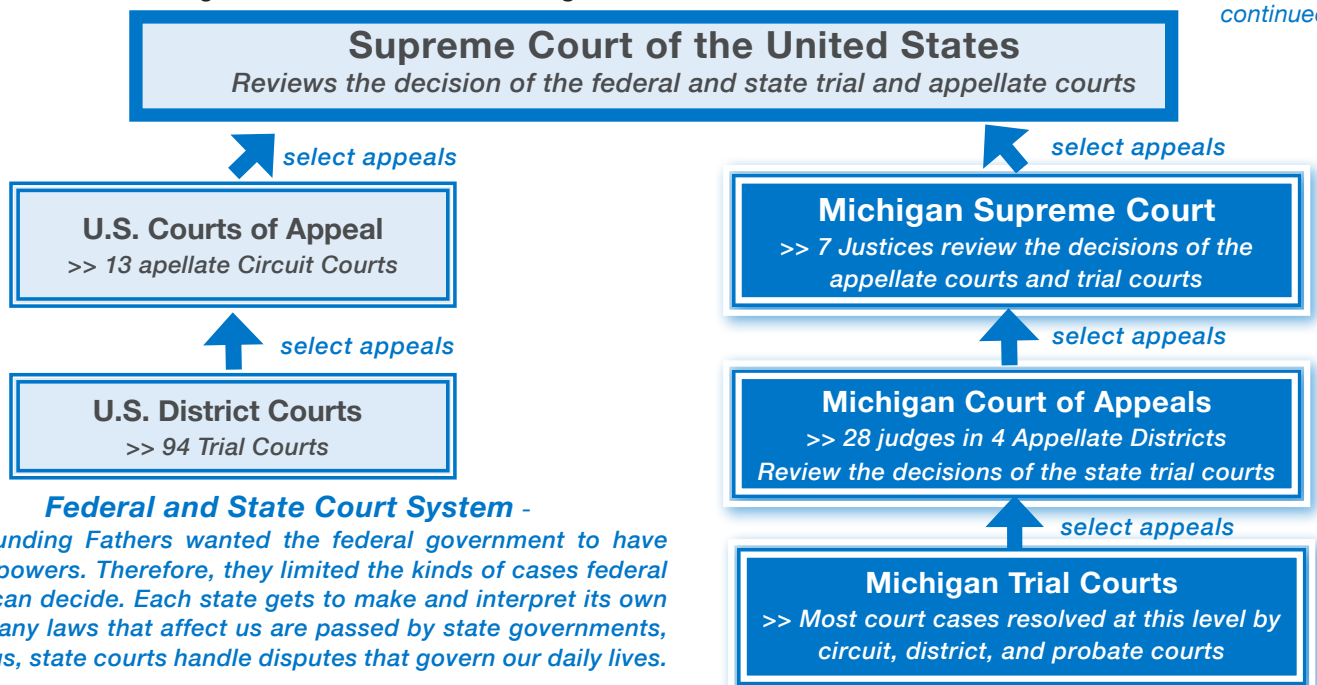 continued
Supreme Court of the United States
Reviews the decision of the federal and state trial and appellate courts
select appeals
select appeals
U.S. Courts of Appeal
>> 13 apellate Circuit Courts
Michigan Supreme Court
>> 7 Justices review the decisions of the
appellate courts and trial courts
select appeals
select appeals
U.S. District Courts
>> 94 Trial Courts
Michigan Court of Appeals
>> 28 judges in 4 Appellate Districts
Review the decisions of the state trial courts
select appeals
Federal and State Court System -
unding Fathers wanted the federal government to have
powers. Therefore, they limited the kinds of cases federal
can decide. Each state gets to make and interpret its own
any laws that affect us are passed by state governments,
us, state courts handle disputes that govern our daily lives.
Michigan Trial Courts
>> Most court cases resolved at this level by
circuit, district, and probate courts